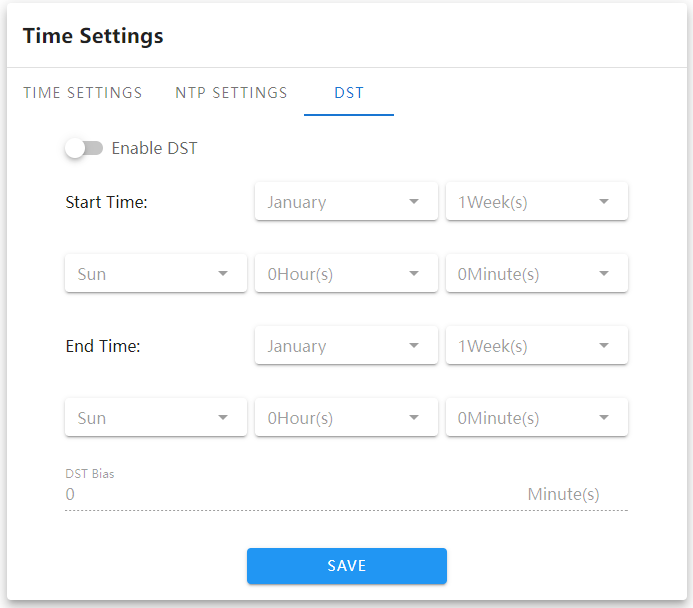 Time Settings
TIME SETTINGS NTP SETTINGS DST
Enable DST
Start Time: January 1Week(s)
Sun 0Hour(s) 0Minute(s)
End Time: January 1Week(s)
Sun 0Hour(s) 0Minute(s)
DST Bias
0 Minute(s)
SAVE